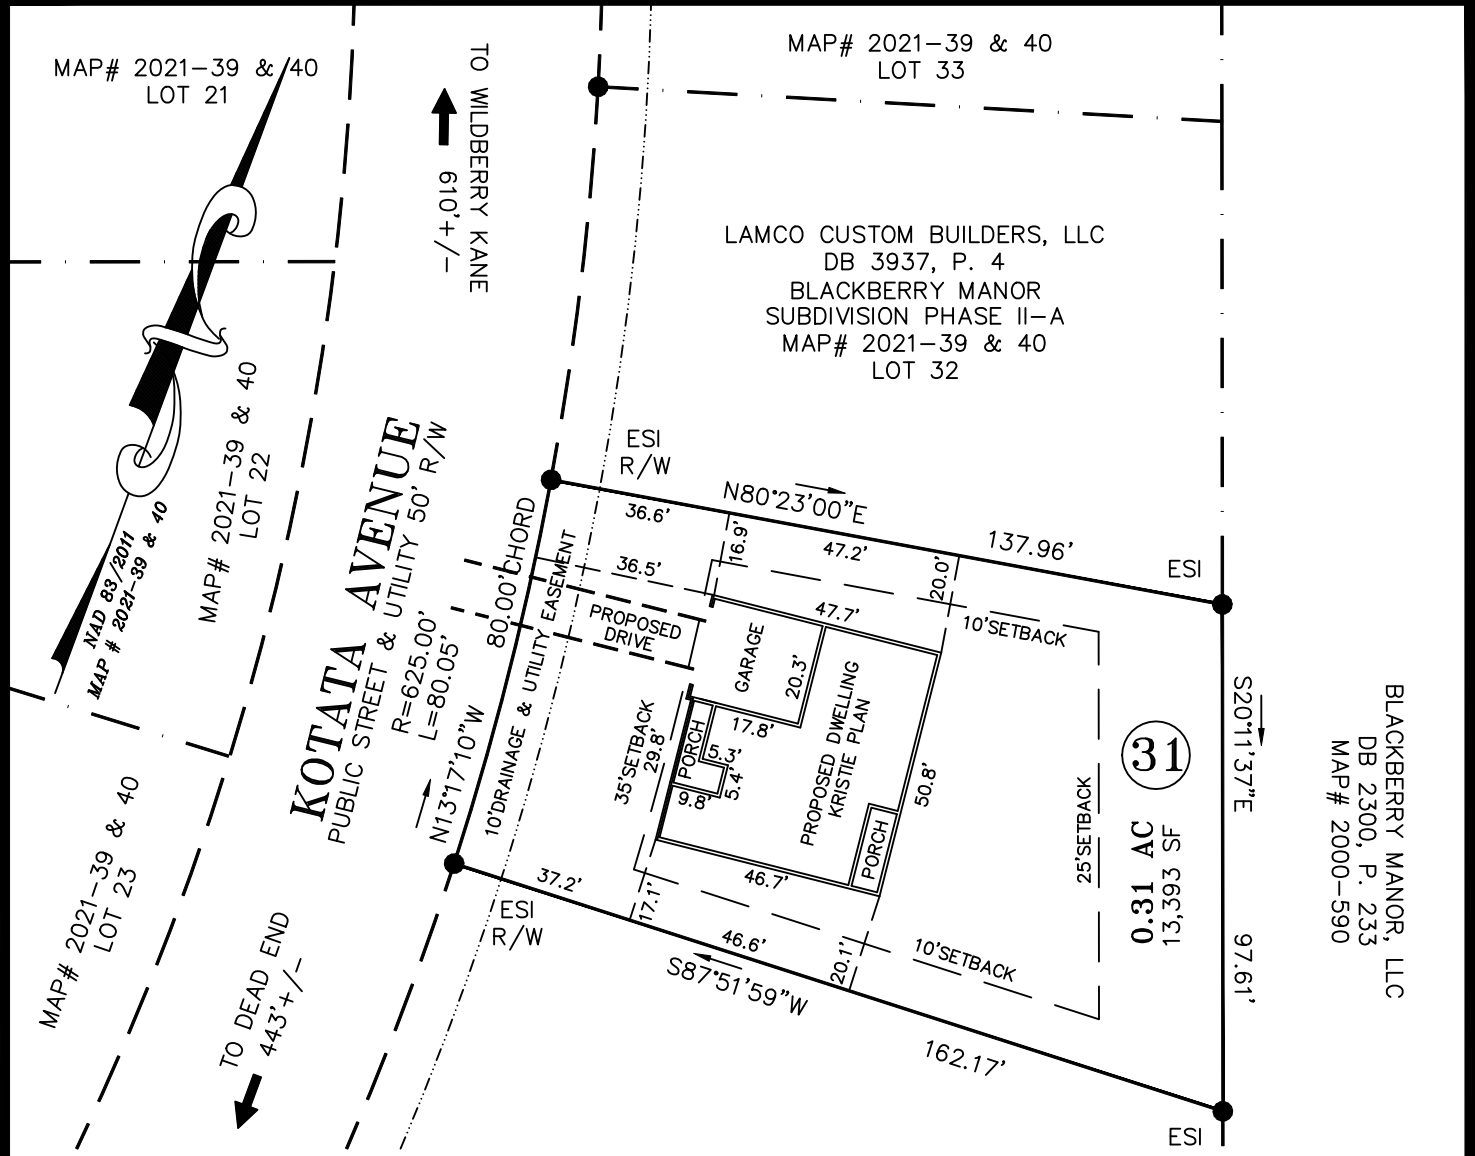 MAP# 2021-39 & 40
LOT 21
TO WILDBERRY KANE
610'+/-
MAP# 2021-39 & 40
LOT 33
LAMCO CUSTOM BUILDERS, LLC
DB 3937, P. 4
BLACKBERRY MANOR
SUBDIVISION PHASE II-A
MAP# 2021-39 & 40
LOT 32
MAP# 2021-39 & 40
LOT 22
NAD 83/2011
MAP # 2021-39 & 40
KOTATA AVENUE
PUBLIC STREET & UTILITY 50' R/W
R=625.00'
L=80.05'
N13°17'10"W
80.00'CHORD
10'DRAINAGE & UTILITY EASEMENT
ESI
R/W
N80°23'00"E
137.96'
ESI
36.6'
16.9'
47.2'
20.0'
36.5'
PROPOSED
DRIVE
47.7'
10'SETBACK
GARAGE
20.3'
17.8'
PROPOSED DWELLING
KRISTIE PLAN
35'SETBACK
29.8'
PORCH
5.3'
5.4'
9.8'
50.8'
PORCH
46.7'
25'SETBACK
31
0.31 AC
13,393 SF
S20°11'37"E
97.61'
BLACKBERRY MANOR, LLC
DB 2300, P. 233
MAP# 2000-590
37.2'
17.1'
46.6'
20.1'
10'SETBACK
ESI
R/W
S87°51'59"W
162.17'
ESI
MAP# 2021-39 & 40
LOT 23
TO DEAD END
443'+/-